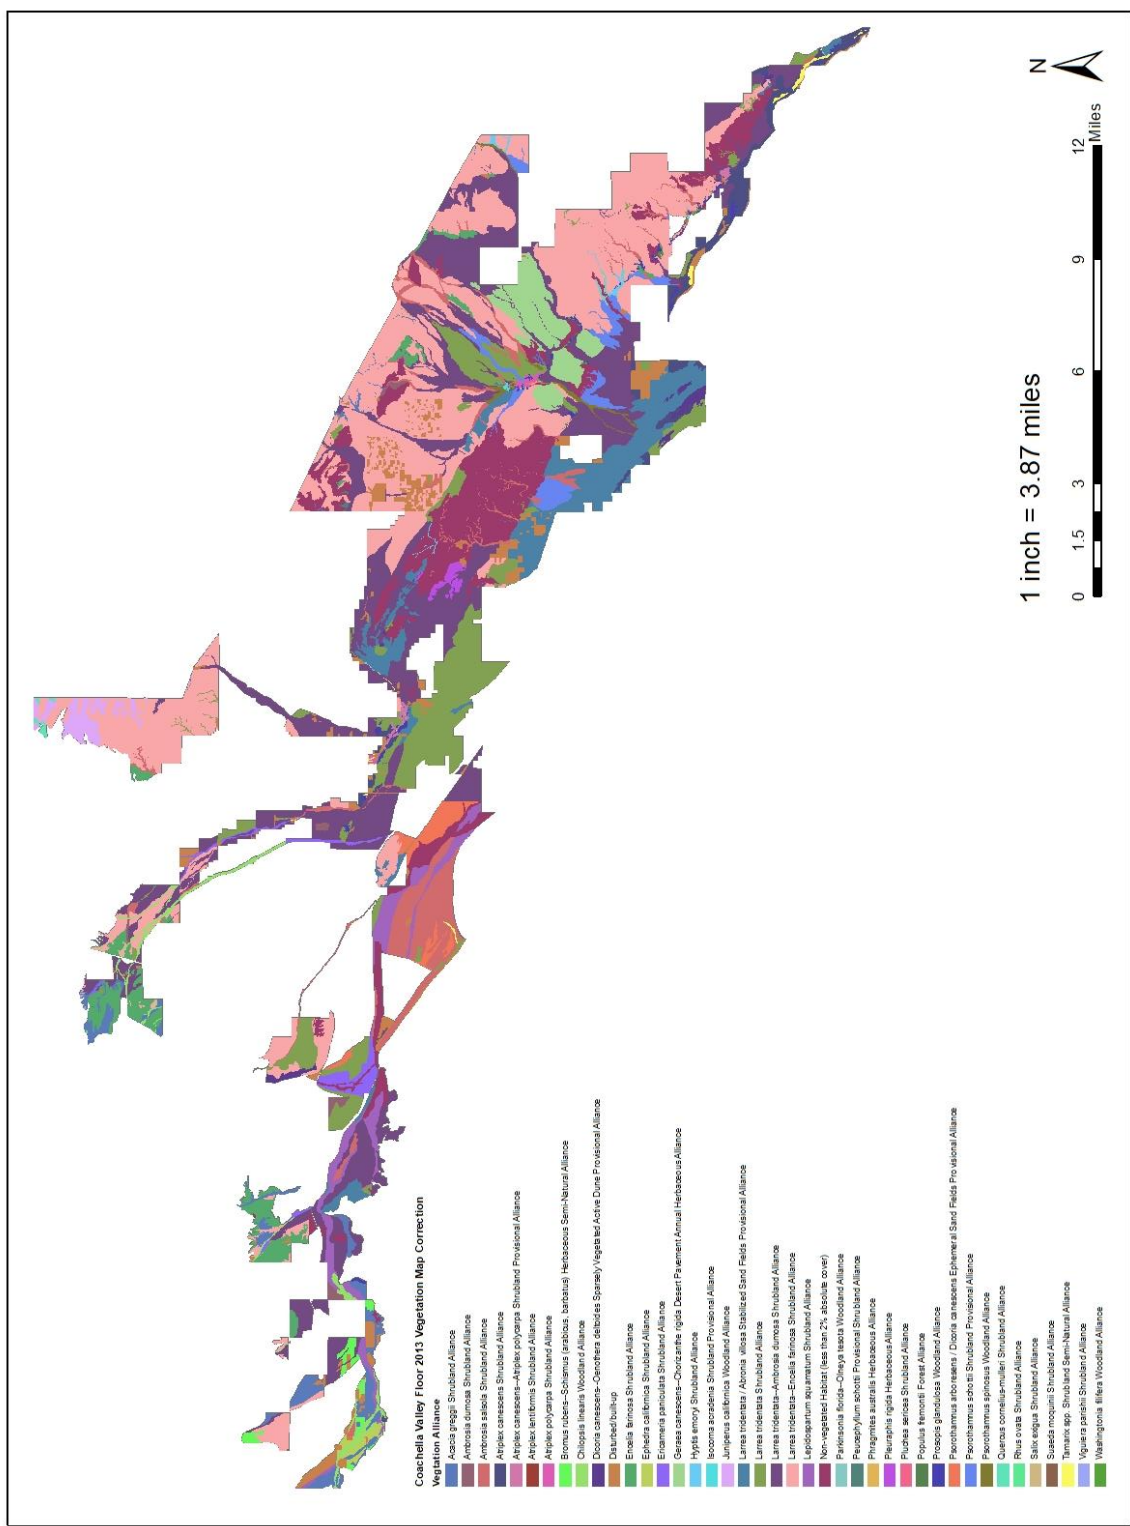 Coachella Valley Floor 2013 Vegetation Map Correction
Vegtation Alliance
Acacia greggii Shrubland Alliance
Ambrosia dumosa Shrubland Alliance
Ambrosia salsola Shrubland Alliance
Atriplex canescens Shrubland Alliance
Atriplex canescens—Atriplex polycarpa Shrubland Provisional Alliance
Atriplex lentiformis Shrubland Alliance
Atriplex polycarpa Shrubland Alliance
Bromus rubens—Schismus (arabicus, barbatus) Herbaceous Semi-Natural Alliance
Chilopsis linearis Woodland Alliance
Dicoria canescens—Oenothera deltoides Sparsely Vegetated Active Dune Provisional Alliance
Disturbed/built-up
Encelia farinosa Shrubland Alliance
Ephedra californica Shrubland Alliance
Ericameria paniculata Shrubland Alliance
Geraea canescens—Chorizanthe rigida Desert Pavement Annual Herbaceous Alliance
Hyptis emoryi Shrubland Alliance
Isocoma acradenia Shrubland Provisional Alliance
Juniperus californica Woodland Alliance
Larrea tridentata / Abronia villosa Stabilized Sand Fields Provisional Alliance
Larrea tridentata Shrubland Alliance
Larrea tridentata—Ambrosia dumosa Shrubland Alliance
Larrea tridentata—Encelia farinosa Shrubland Alliance
Lepidospartum squamatum Shrubland Alliance
Non-vegetated Habitat (less than 2% absolute cover)
Parkinsonia florida—Olneya tesota Woodland Alliance
Peucephyllum schottii Provisional Shrubland Alliance
Phragmites australis Herbaceous Alliance
Pleuraphis rigida Herbaceous Alliance
Pluchea sericea Shrubland Alliance
Populus fremontii Forest Alliance
Prosopis glandulosa Woodland Alliance
Psorothamnus arborescens / Dicoria canescens Ephemeral Sand Fields Provisional Alliance
Psorothamnus schottii Shrubland Provisional Alliance
Psorothamnus spinosus Woodland Alliance
Quercus cornelius-mulleri Shrubland Alliance
Rhus ovata Shrubland Alliance
Salix exigua Shrubland Alliance
Suaeda moquinii Shrubland Alliance
Tamarix spp. Shrubland Semi-Natural Alliance
Viguiera parishii Shrubland Alliance
Washingtonia filifera Woodland Alliance
1 inch = 3.87 miles
0 1.5 3 6 9 12
Miles
N